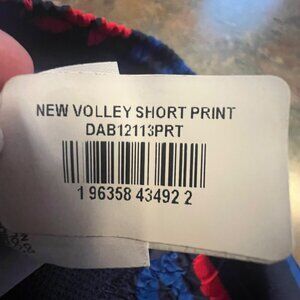 NEW VOLLEY SHORT PRINT
DAB12113PRT
1 96358 43492 2